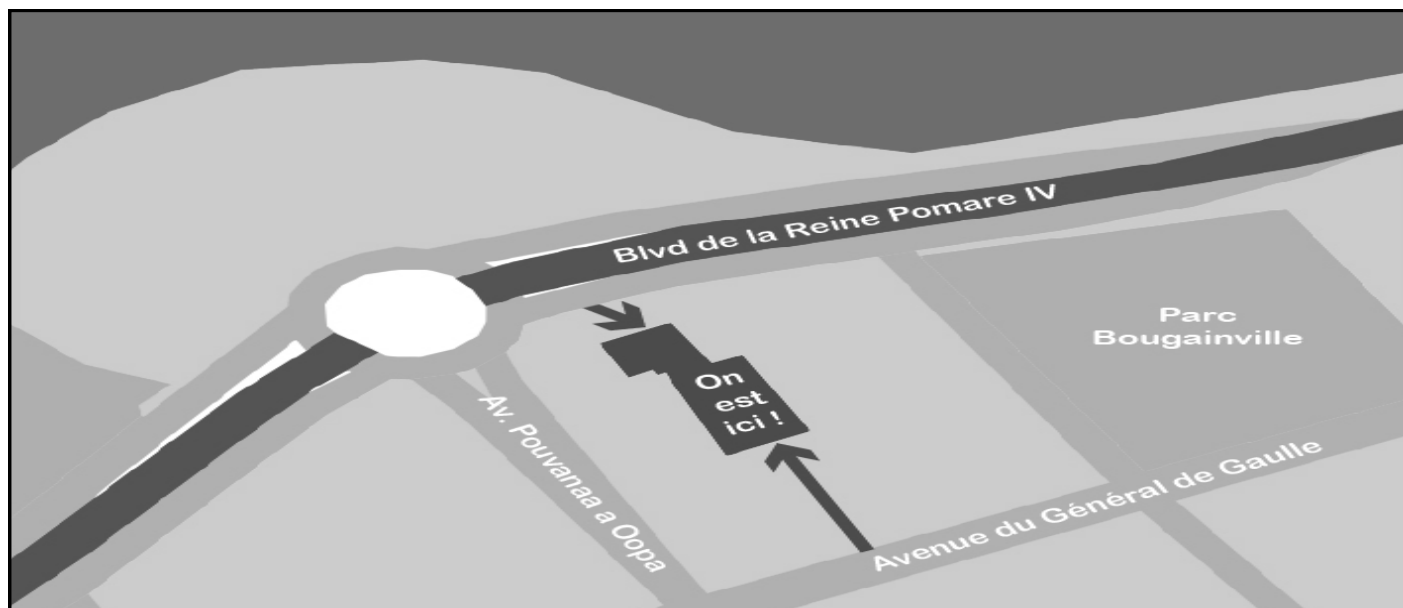 Blvd de la Reine Pomare IV
Parc
Bougainville
On
est
ici !
Av. Pouvanaa a Oopa
Avenue du Général de Gaulle